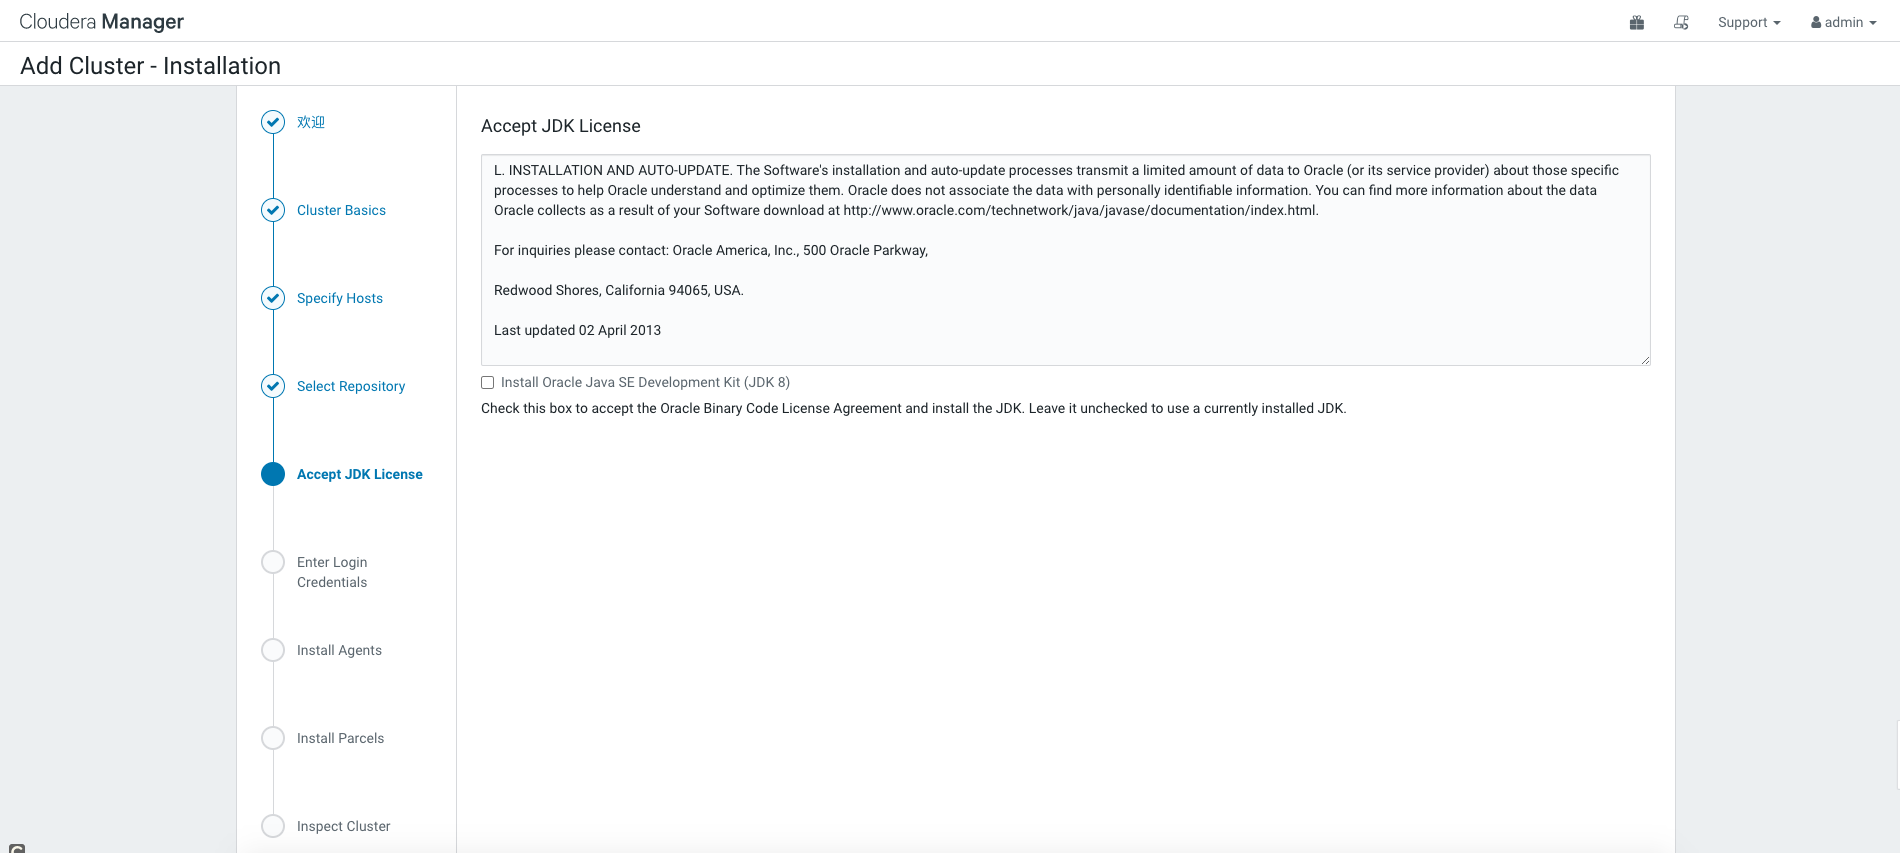 Cloudera Manager
Support
admin
Add Cluster - Installation
欢迎
Cluster Basics
Specify Hosts
Select Repository
Accept JDK License
Enter Login
Credentials
Install Agents
Install Parcels
Inspect Cluster
Accept JDK License
L. INSTALLATION AND AUTO-UPDATE. The Software's installation and auto-update processes transmit a limited amount of data to Oracle (or its service provider) about those specific
processes to help Oracle understand and optimize them. Oracle does not associate the data with personally identifiable information. You can find more information about the data
Oracle collects as a result of your Software download at http://www.oracle.com/technetwork/java/javase/documentation/index.html.
For inquiries please contact: Oracle America, Inc., 500 Oracle Parkway,
Redwood Shores, California 94065, USA.
Last updated 02 April 2013
Install Oracle Java SE Development Kit (JDK 8)
Check this box to accept the Oracle Binary Code License Agreement and install the JDK. Leave it unchecked to use a currently installed JDK.